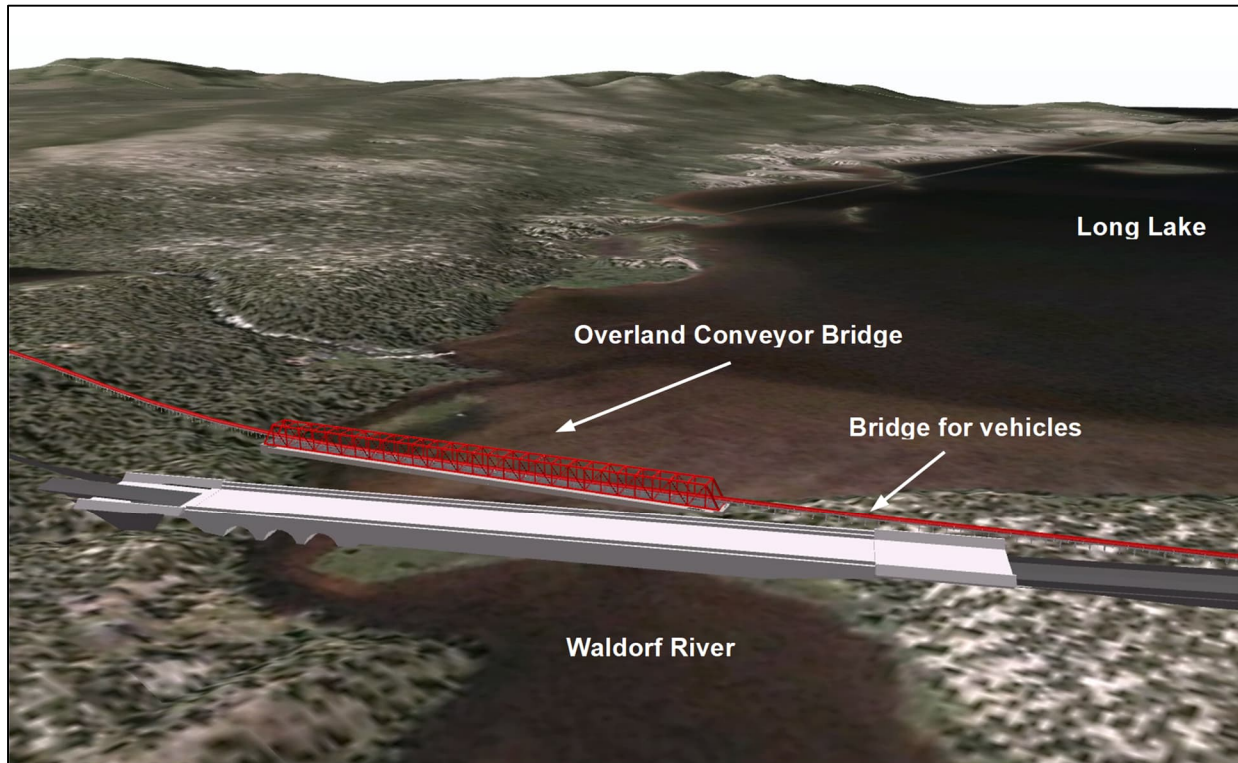 Long Lake
Overland Conveyor Bridge
Bridge for vehicles
Waldorf River